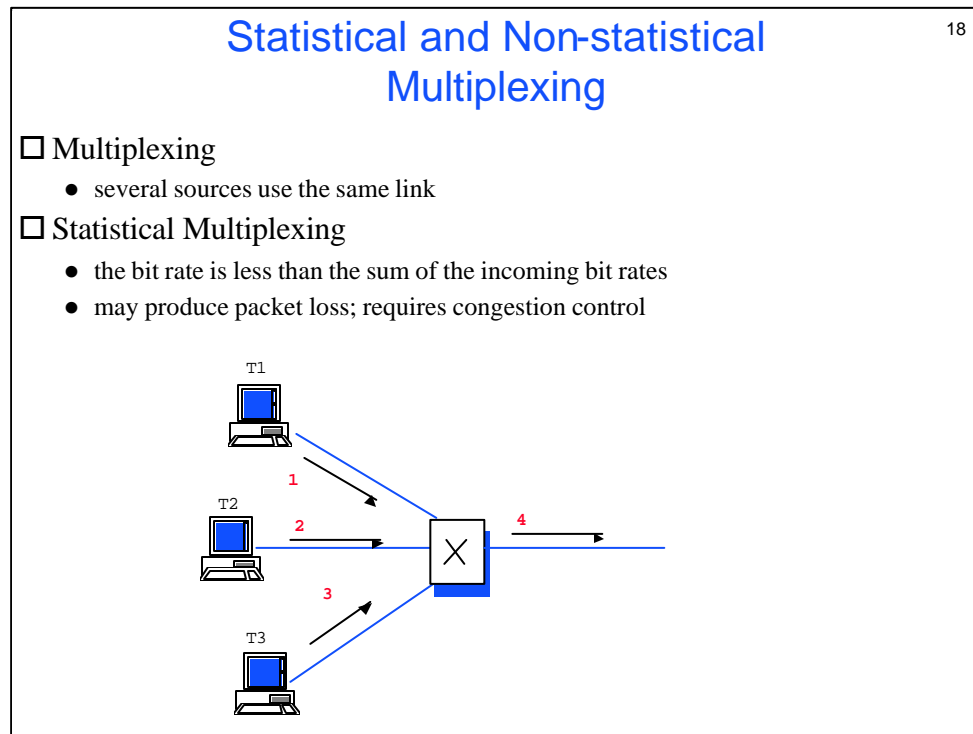 18
Statistical and Non-statistical
Multiplexing
Multiplexing
● several sources use the same link
Statistical Multiplexing
● the bit rate is less than the sum of the incoming bit rates
● may produce packet loss; requires congestion control
T1
1
T2
2
4
3
T3